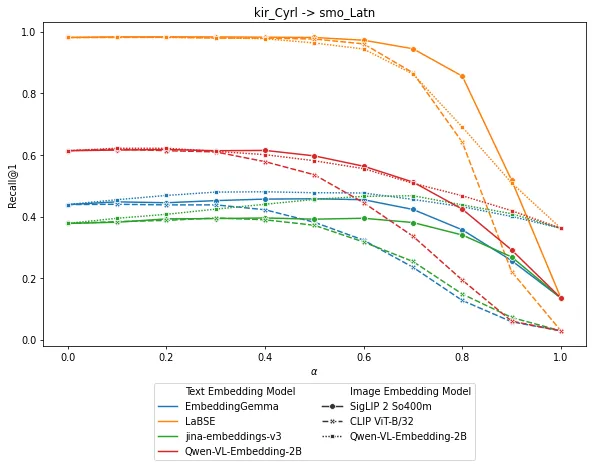 kir_Cyrl -> smo_Latn
Recall@1
1.0
0.8
0.6
0.4
0.2
0.0
0.0 0.2 0.4 0.6 0.8 1.0
α
Text Embedding Model
EmbeddingGemma
LaBSE
jina-embeddings-v3
Qwen-VL-Embedding-2B
Image Embedding Model
SigLIP 2 So400m
CLIP ViT-B/32
Qwen-VL-Embedding-2B